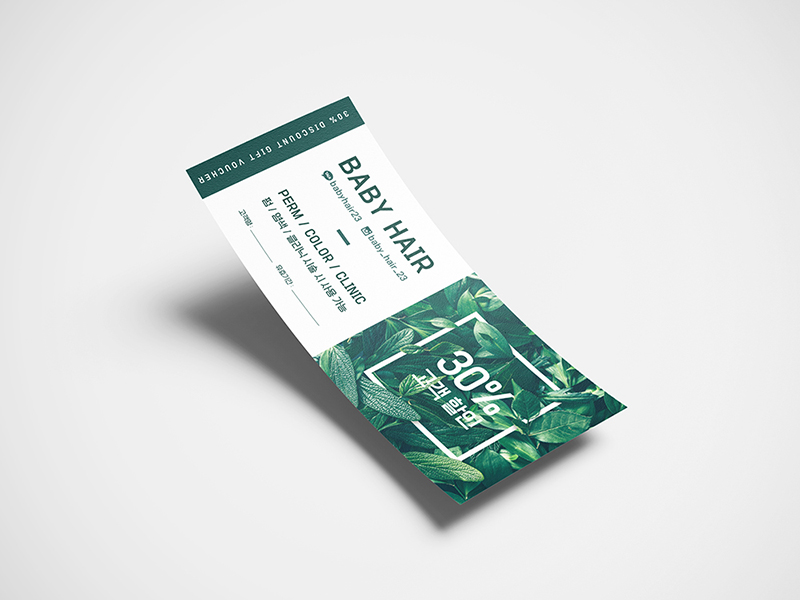 30% DISCOUNT GIFT VOUCHER
BABY HAIR
babyhair23
baby_hair_23
PERM / COLOR / CLINIC
펌 / 염색 / 클리닉 시술 시 사용 가능
고객명:
유효기간:
30%
고객 할인